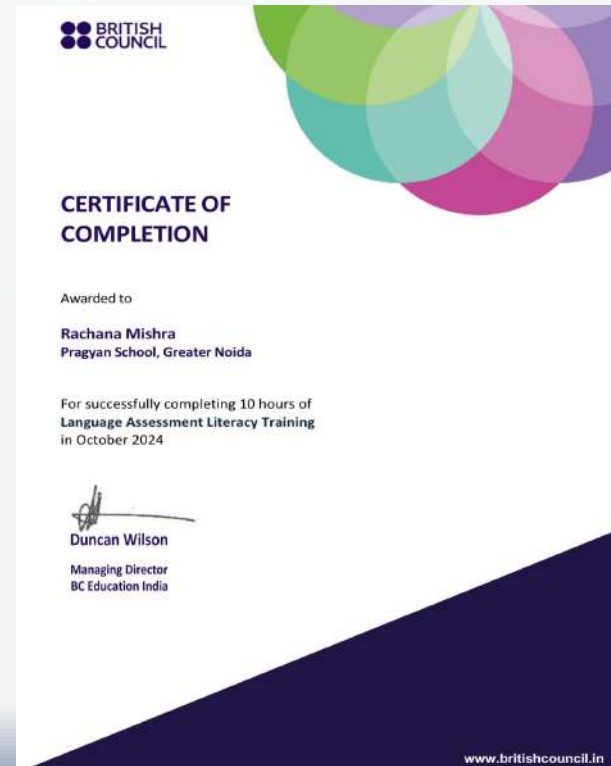 BRITISH
COUNCIL
CERTIFICATE OF
COMPLETION
Awarded to
Rachana Mishra
Pragyan School, Greater Noida
For successfully completing 10 hours of
Language Assessment Literacy Training
in October 2024
Duncan Wilson
Managing Director
BC Education India
www.britishcouncil.in